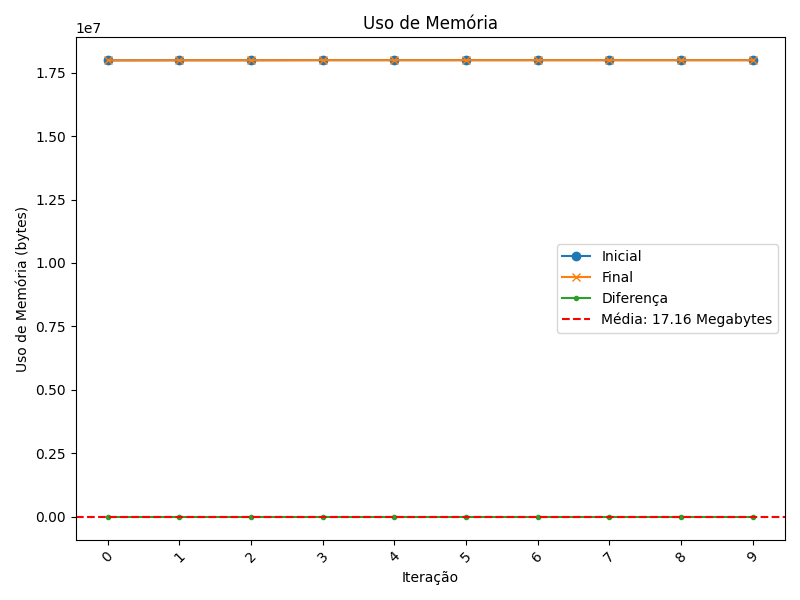 Uso de Memória
1e7
1.75
1.50
1.25
1.00
0.75
0.50
0.25
0.00
Uso de Memória (bytes)
Inicial
Final
Diferença
Média: 17.16 Megabytes
0 1 2 3 4 5 6 7 8 9
Iteração